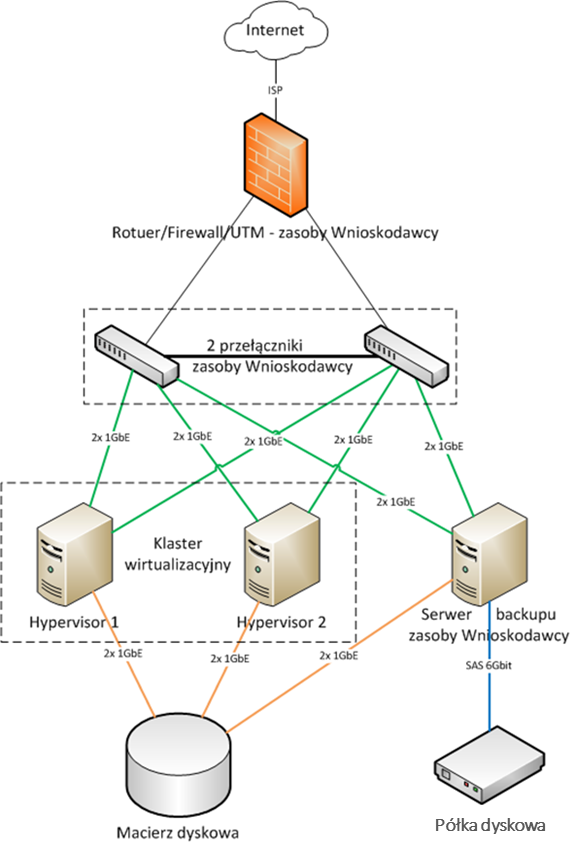 Internet
ISP
Rotuer/Firewall/UTM - zasoby Wnioskodawcy
2 przełączniki
zasoby Wnioskodawcy
2x 1GbE
2x 1GbE
2x 1GbE
2x 1GbE
2x 1GbE
2x 1GbE
Klaster
wirtualizacyjny
Hypervisor 1
Hypervisor 2
Serwer backupu
zasoby Wnioskodawcy
2x 1GbE
2x 1GbE
2x 1GbE
SAS 6Gbit
Macierz dyskowa
Półka dyskowa